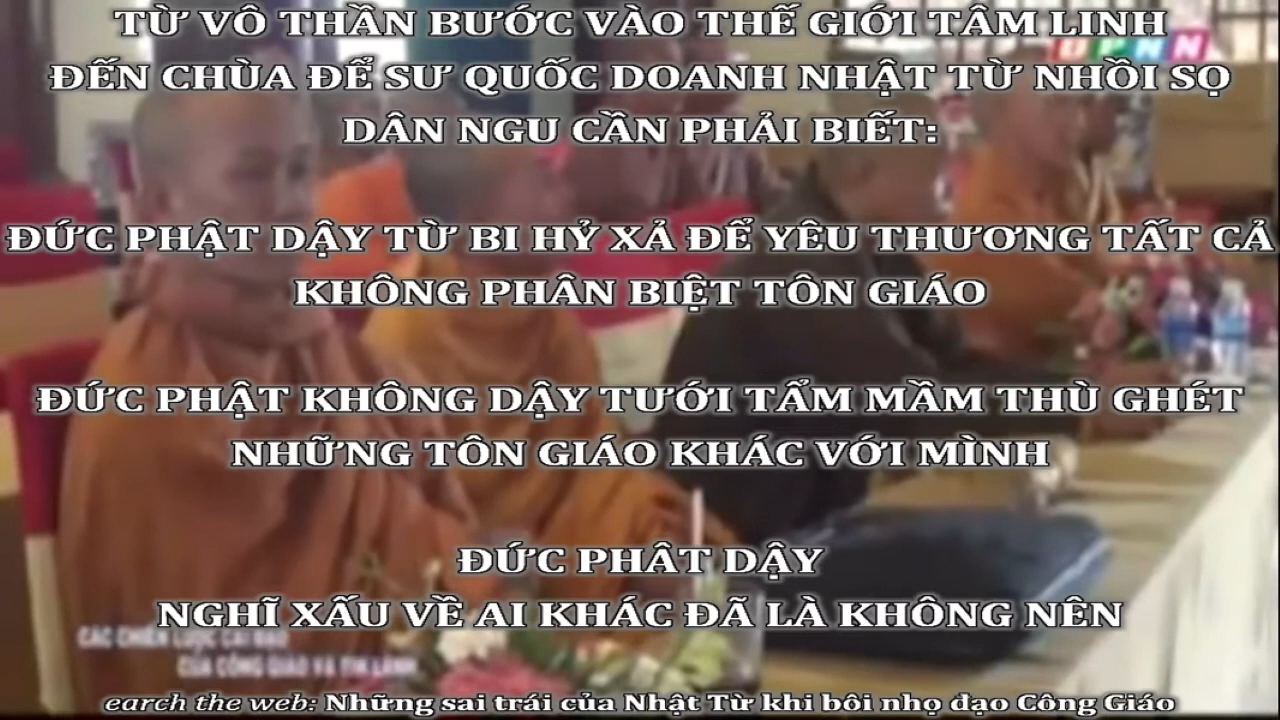 TỪ VÔ THẦN BƯỚC VÀO THẾ GIỚI TÂM LINH
ĐẾN CHÙA ĐỂ SƯ QUỐC DOANH NHẬT TỪ NHỒI SỌ
DÂN NGU CẦN PHẢI BIẾT:
ĐỨC PHẬT DẬY TỪ BI HỶ XẢ ĐỂ YÊU THƯƠNG TẤT CẢ
KHÔNG PHÂN BIỆT TÔN GIÁO
ĐỨC PHẬT KHÔNG DẬY TƯỚI TẨM MẦM THÙ GHÉT
NHỮNG TÔN GIÁO KHÁC VỚI MÌNH
ĐỨC PHÂT DẬY
NGHĨ XẤU VỀ AI KHÁC ĐÃ LÀ KHÔNG NÊN
CÁC CHIẾN LƯỢC CẢI ĐẠO
CỦA CÔNG GIÁO VÀ TIN LÀNH
earch the web: Những sai trái của Nhật Từ khi bôi nhọ đạo Công Giáo